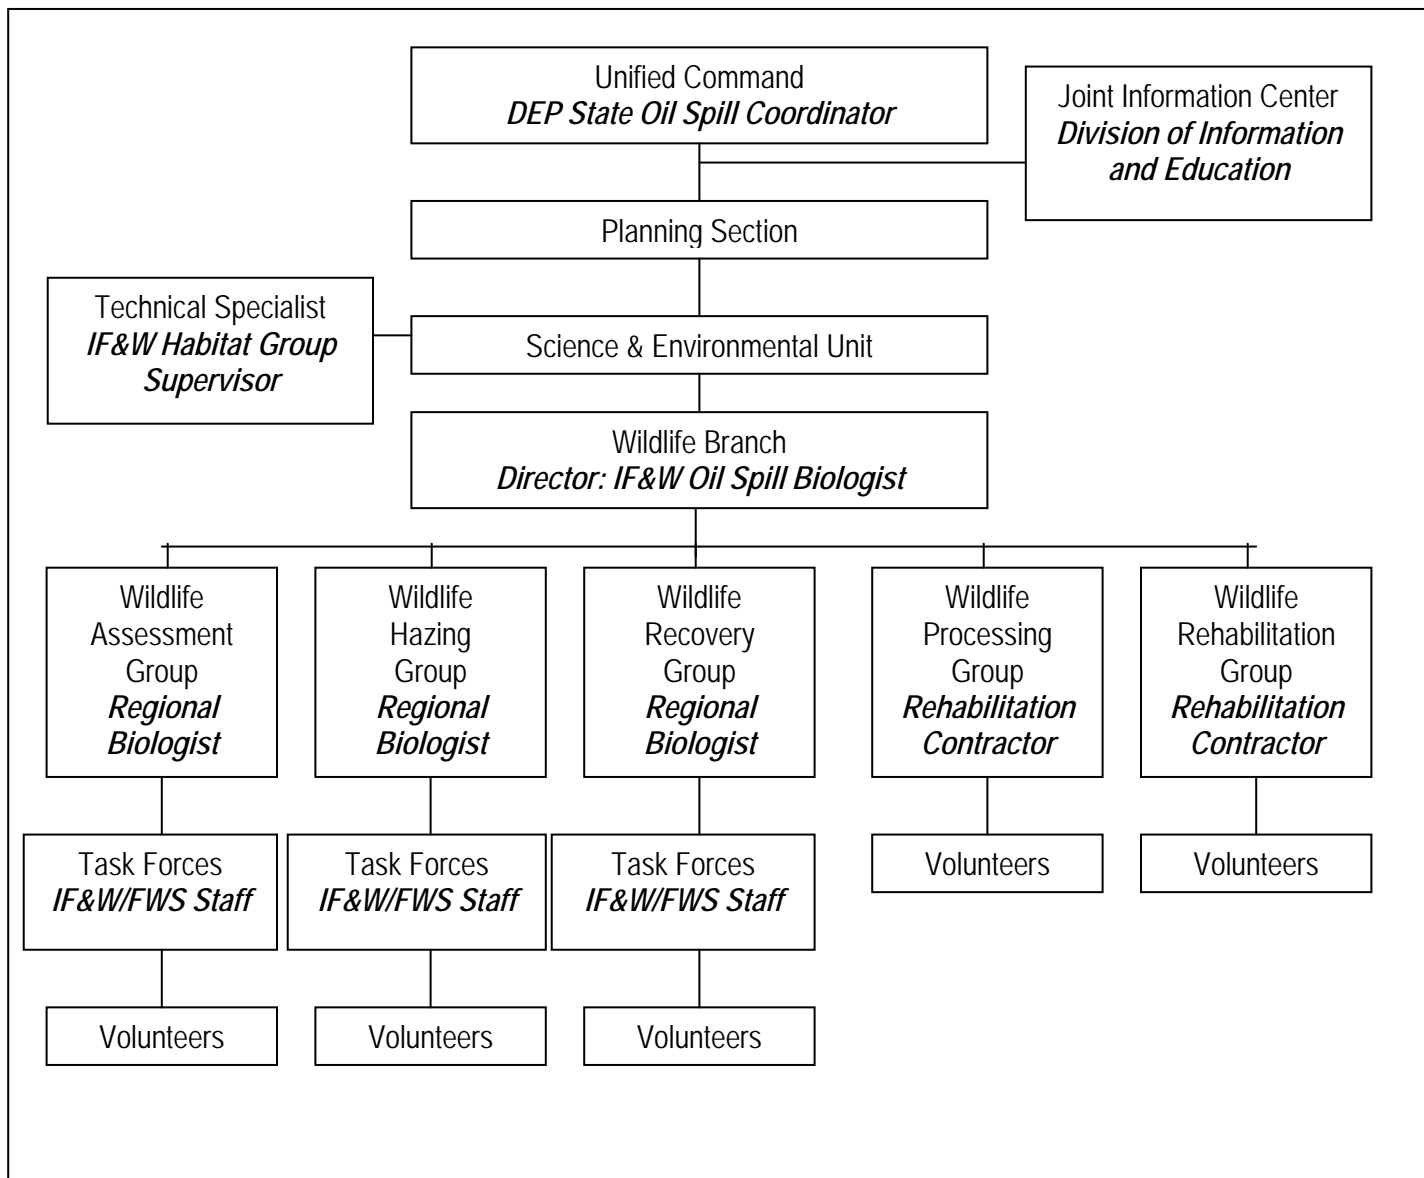 Unified Command
DEP State Oil Spill Coordinator
Joint Information Center
Division of Information
and Education
Planning Section
Technical Specialist
IF&W Habitat Group
Supervisor
Science & Environmental Unit
Wildlife Branch
Director: IF&W Oil Spill Biologist
Wildlife
Assessment
Group
Regional
Biologist
Wildlife
Hazing
Group
Regional
Biologist
Wildlife
Recovery
Group
Regional
Biologist
Wildlife
Processing
Group
Rehabilitation
Contractor
Wildlife
Rehabilitation
Group
Rehabilitation
Contractor
Task Forces
IF&W/FWS Staff
Task Forces
IF&W/FWS Staff
Task Forces
IF&W/FWS Staff
Volunteers
Volunteers
Volunteers
Volunteers
Volunteers